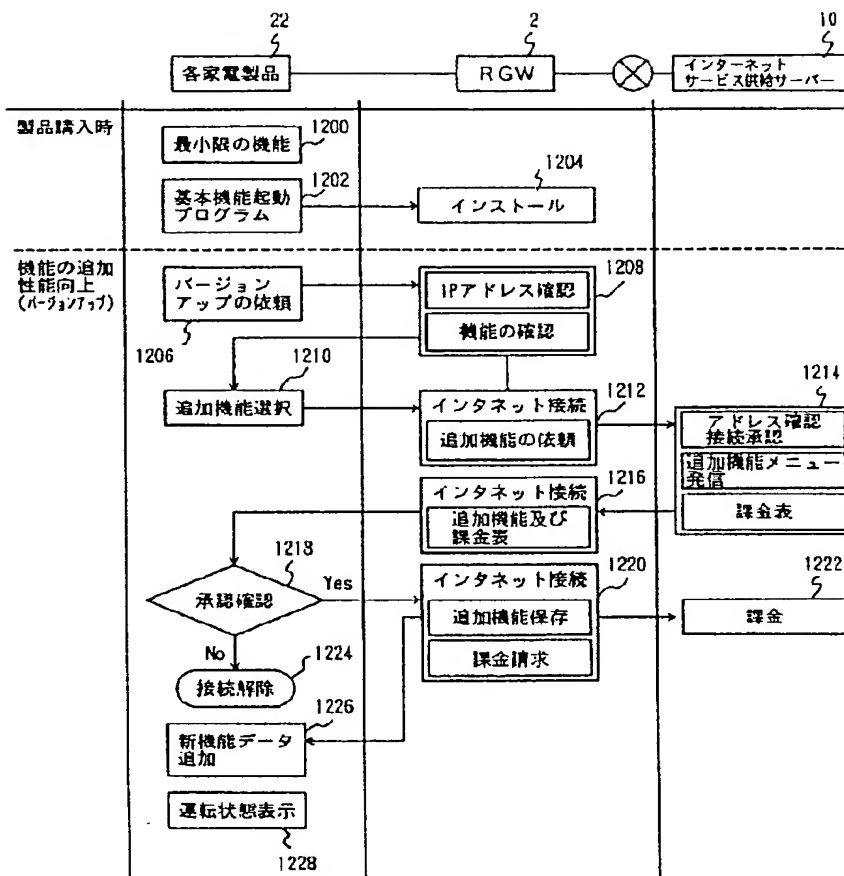 22
2
10
各家電製品
RGW
インターネット
サービス供給サーバー
製品購入時
最小限の機能
1200
基本機能起動
プログラム
1202
インストール
1204
機能の追加
性能向上
(バージョンアップ)
バージョン
アップの依頼
1206
IPアドレス確認
機能の確認
1208
追加機能選択
1210
インタネット接続
追加機能の依頼
1212
アドレス確認
接続承認
追加機能メニュー
発信
課金表
1214
インタネット接続
追加機能及び
課金表
1216
承認確認
1218
Yes
No
インタネット接続
追加機能保存
課金請求
1220
課金
1222
接続解除
1224
新機能データ
追加
1226
運転状態表示
1228